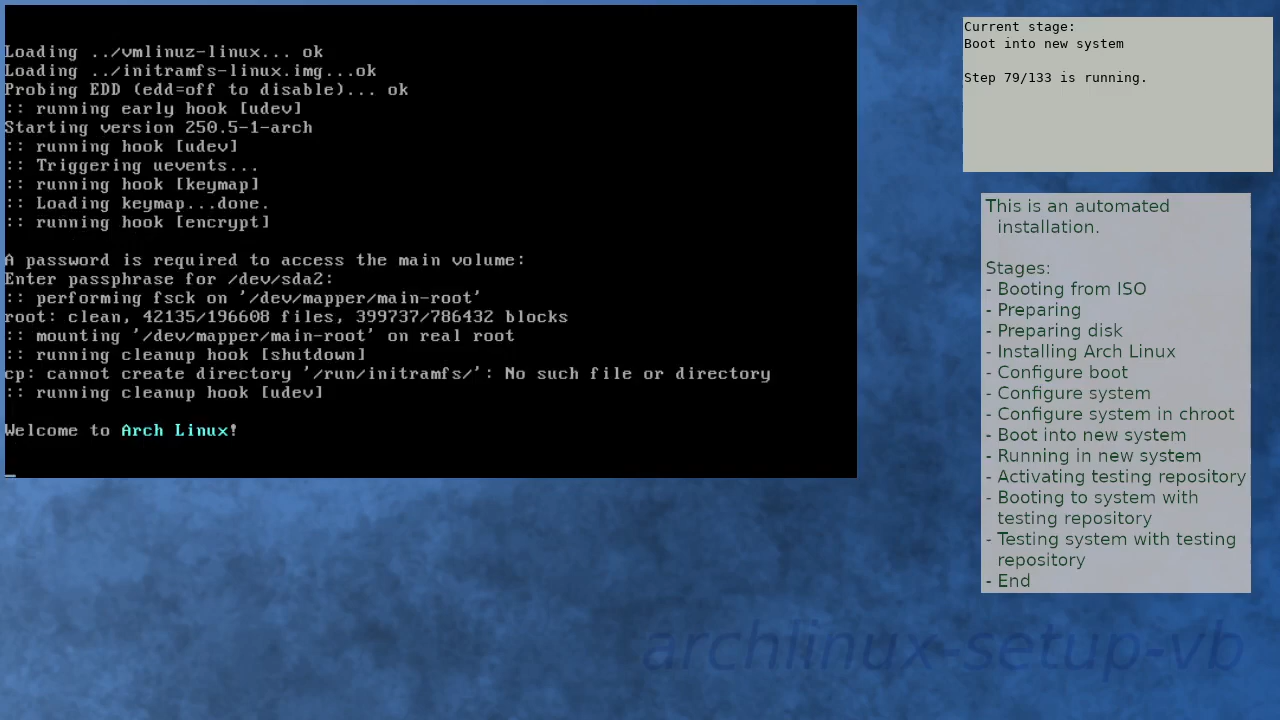 Loading ../vmlinuz-linux... ok
Loading ../initramfs-linux.img...ok
Probing EDD (edd=off to disable)... ok
:: running early hook [udev]
Starting version 250.5-1-arch
:: running hook [udev]
:: Triggering uevents...
:: running hook [keymap]
:: Loading keymap...done.
:: running hook [encrypt]
A password is required to access the main volume:
Enter passphrase for /dev/sda2:
:: performing fsck on '/dev/mapper/main-root'
root: clean, 42135/196608 files, 399737/786432 blocks
:: mounting '/dev/mapper/main-root' on real root
:: running cleanup hook [shutdown]
cp: cannot create directory '/run/initramfs/': No such file or directory
:: running cleanup hook [udev]
Welcome to Arch Linux!
_
Current stage:
Boot into new system
Step 79/133 is running.
This is an automated
installation.
Stages:
- Booting from ISO
- Preparing
- Preparing disk
- Installing Arch Linux
- Configure boot
- Configure system
- Configure system in chroot
- Boot into new system
- Running in new system
- Activating testing repository
- Booting to system with
testing repository
- Testing system with testing
repository
- End
archlinux-setup-vb